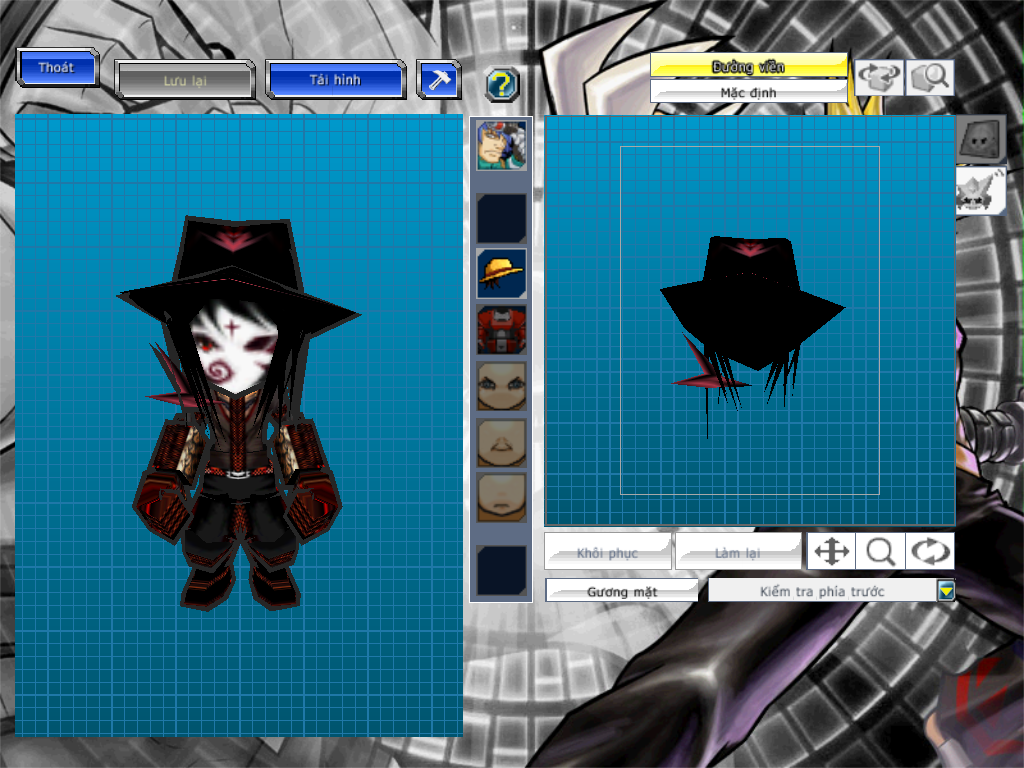 Thoát
Lưu lại
Tải hình
?
Đường viền
Mặc định
Khôi phục
Làm lại
Gương mặt
Kiểm tra phía trước